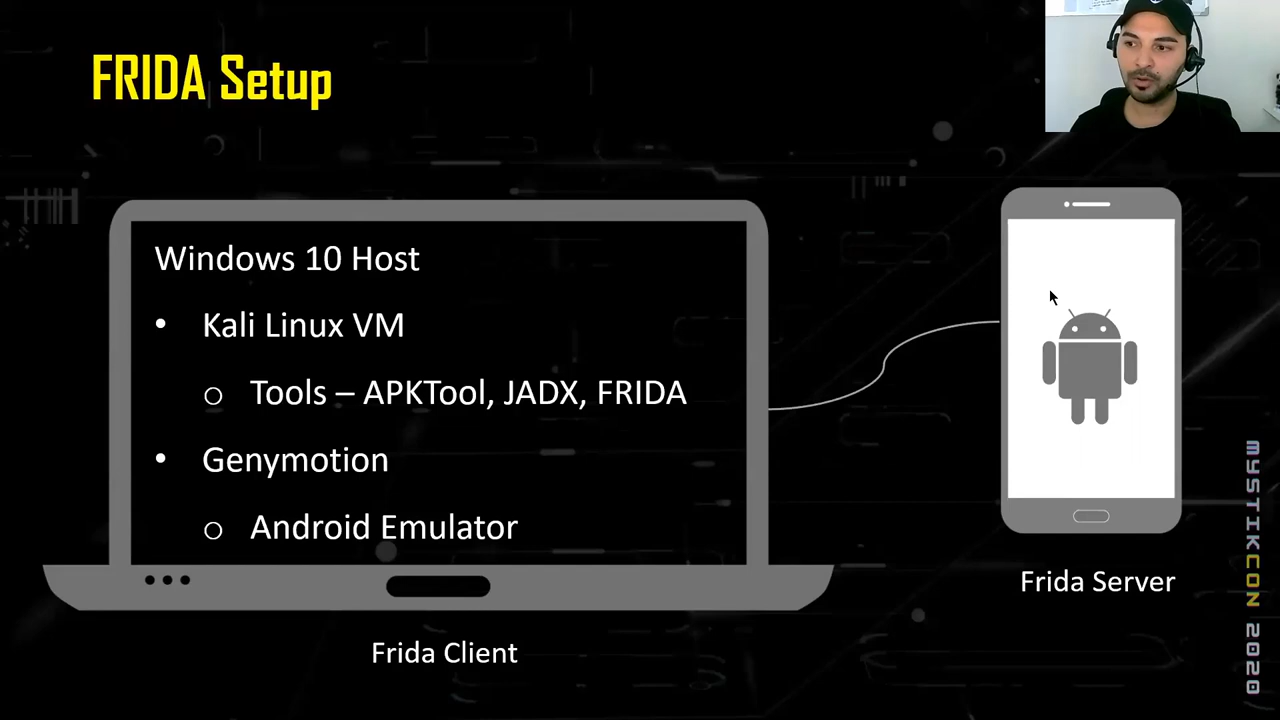 FRIDA Setup
Windows 10 Host
• Kali Linux VM
o Tools – APKTool, JADX, FRIDA
• Genymotion
o Android Emulator
Frida Client
Frida Server
MYSTIKCON 2020